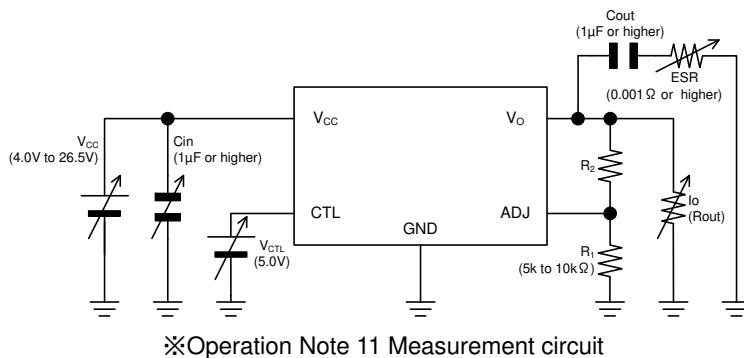 Cout
(1µF or higher)
ESR
(0.001Ω or higher)
VCC
VO
VCC
(4.0V to 26.5V)
Cin
(1µF or higher)
R2
IO
(Rout)
CTL
ADJ
GND
VCTL
(5.0V)
R1
(5k to 10kΩ)
※Operation Note 11 Measurement circuit